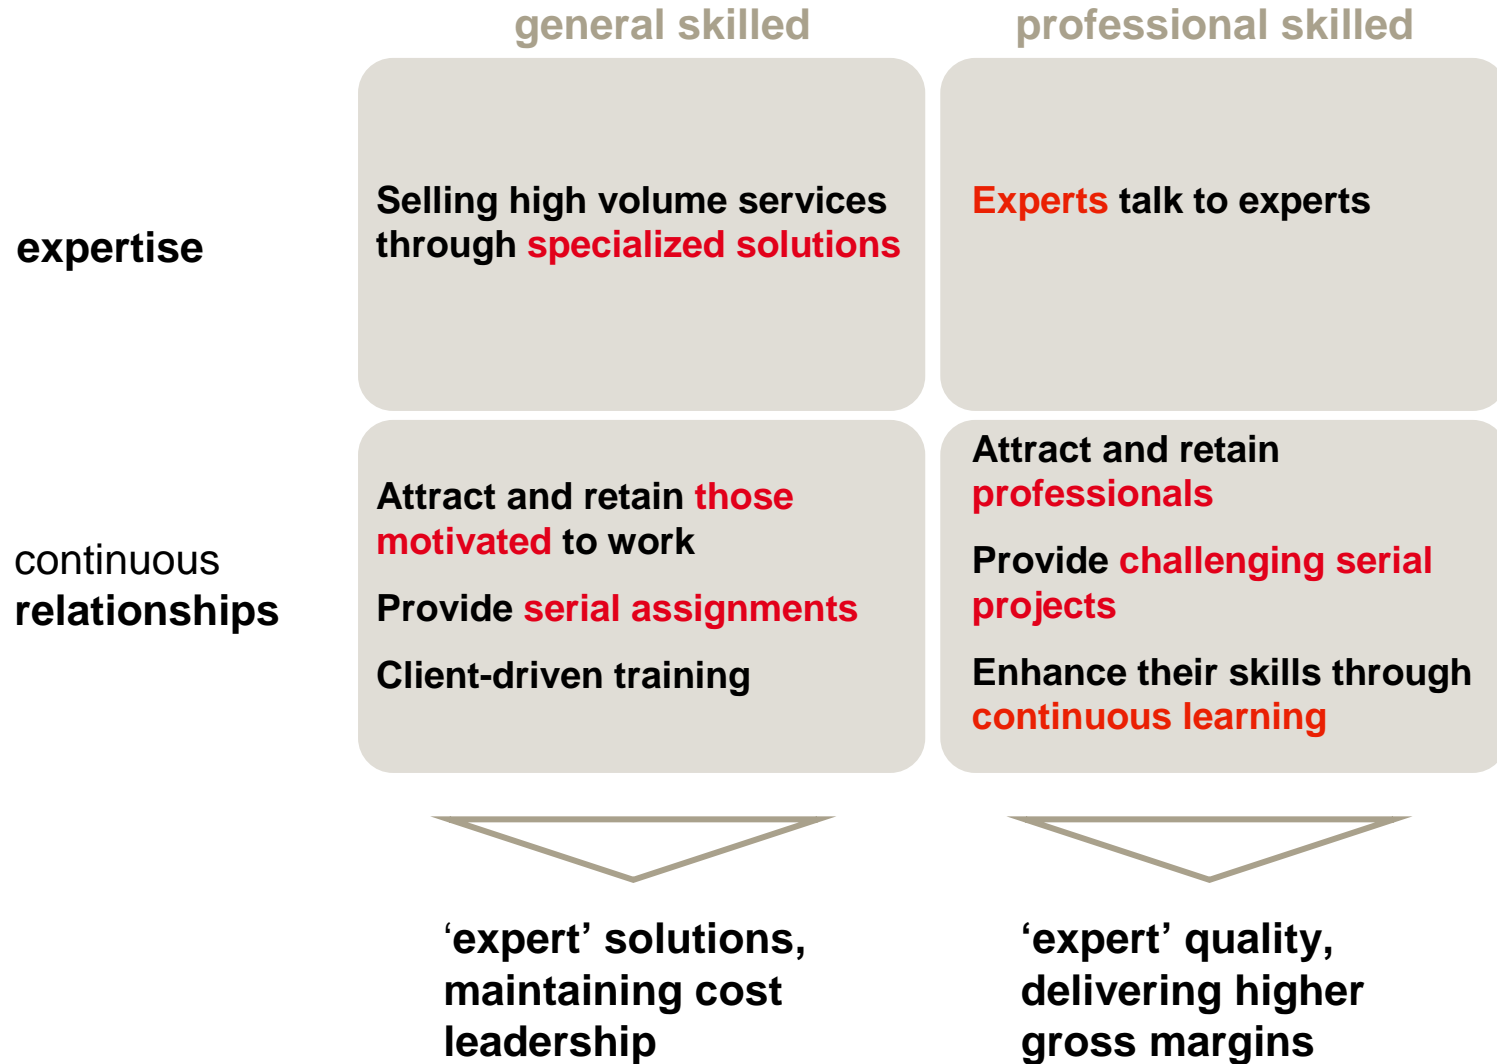 general skilled
professional skilled
expertise
Selling high volume services
through specialized solutions
Experts talk to experts
continuous
relationships
Attract and retain those
motivated to work
Provide serial assignments
Client-driven training
Attract and retain
professionals
Provide challenging serial
projects
Enhance their skills through
continuous learning
‘expert’ solutions,
maintaining cost
leadership
‘expert’ quality,
delivering higher
gross margins